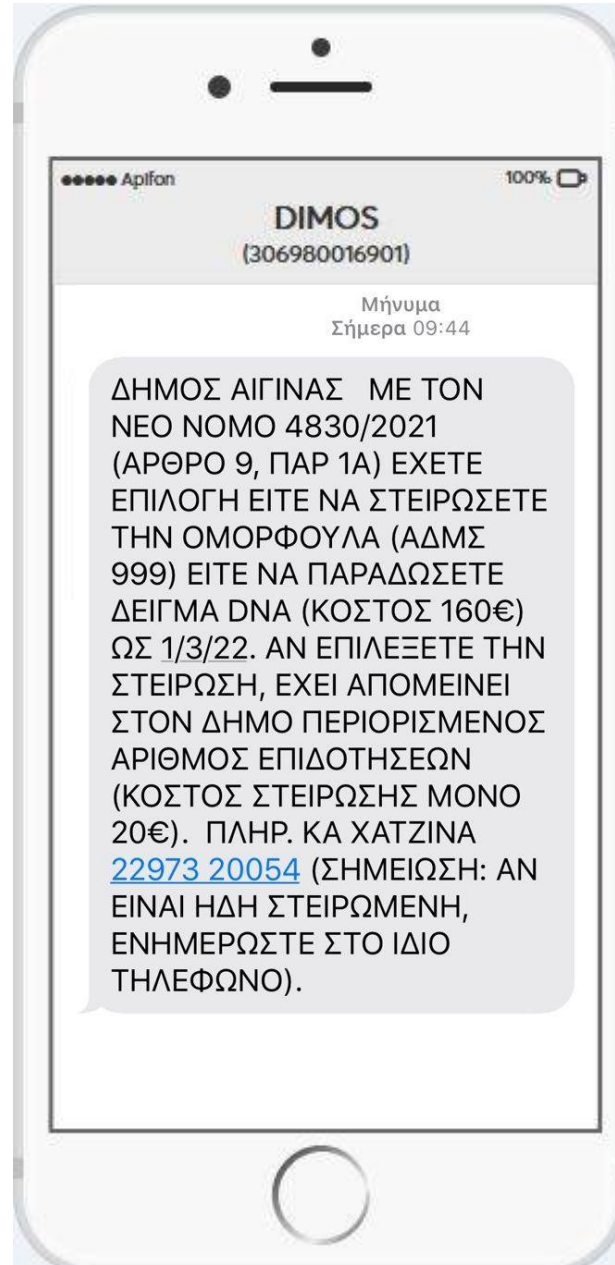 ●●●●● Apifon 100%
DIMOS
(306980016901)
Μήνυμα
Σήμερα 09:44
ΔΗΜΟΣ ΑΙΓΙΝΑΣ ΜΕ ΤΟΝ
ΝΕΟ ΝΟΜΟ 4830/2021
(ΑΡΘΡΟ 9, ΠΑΡ 1Α) ΕΧΕΤΕ
ΕΠΙΛΟΓΗ ΕΙΤΕ ΝΑ ΣΤΕΙΡΩΣΕΤΕ
ΤΗΝ ΟΜΟΡΦΟΥΛΑ (ΑΔΜΣ
999) ΕΙΤΕ ΝΑ ΠΑΡΑΔΩΣΕΤΕ
ΔΕΙΓΜΑ DNA (ΚΟΣΤΟΣ 160€)
ΩΣ 1/3/22. ΑΝ ΕΠΙΛΕΞΕΤΕ ΤΗΝ
ΣΤΕΙΡΩΣΗ, ΕΧΕΙ ΑΠΟΜΕΙΝΕΙ
ΣΤΟΝ ΔΗΜΟ ΠΕΡΙΟΡΙΣΜΕΝΟΣ
ΑΡΙΘΜΟΣ ΕΠΙΔΟΤΗΣΕΩΝ
(ΚΟΣΤΟΣ ΣΤΕΙΡΩΣΗΣ ΜΟΝΟ
20€). ΠΛΗΡ. ΚΑ ΧΑΤΖΙΝΑ
22973 20054 (ΣΗΜΕΙΩΣΗ: ΑΝ
ΕΙΝΑΙ ΗΔΗ ΣΤΕΙΡΩΜΕΝΗ,
ΕΝΗΜΕΡΩΣΤΕ ΣΤΟ ΙΔΙΟ
ΤΗΛΕΦΩΝΟ).